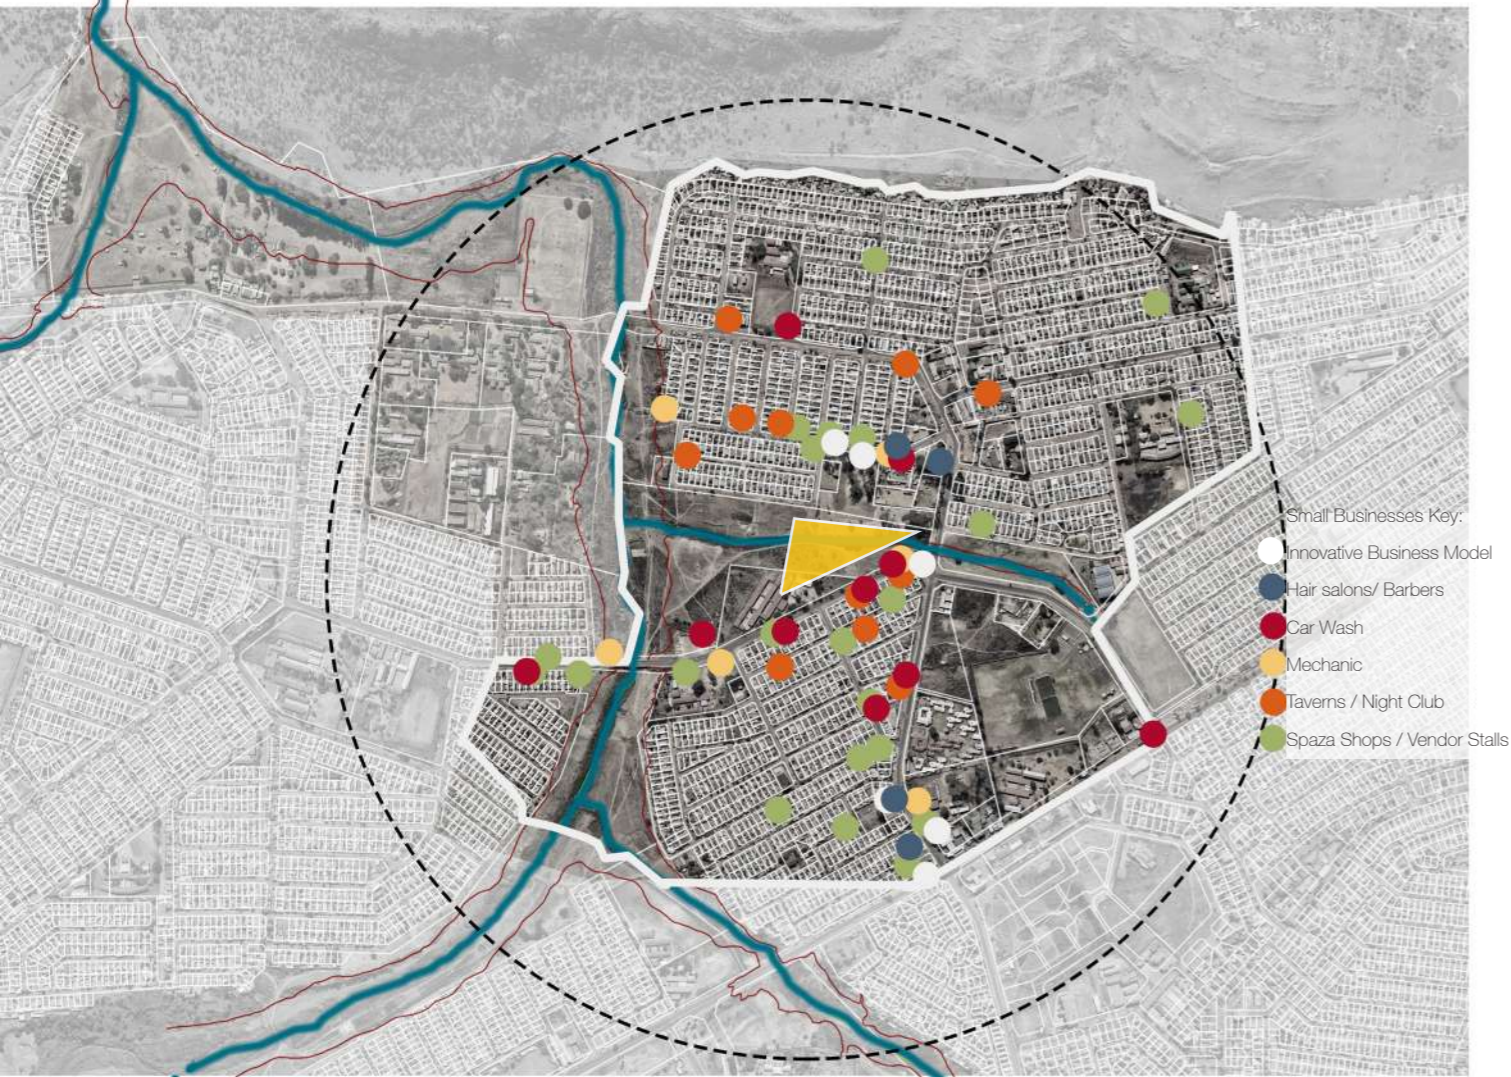 Small Businesses Key:
Innovative Business Model
Hair salons/ Barbers
Car Wash
Mechanic
Taverns / Night Club
Spaza Shops / Vendor Stalls